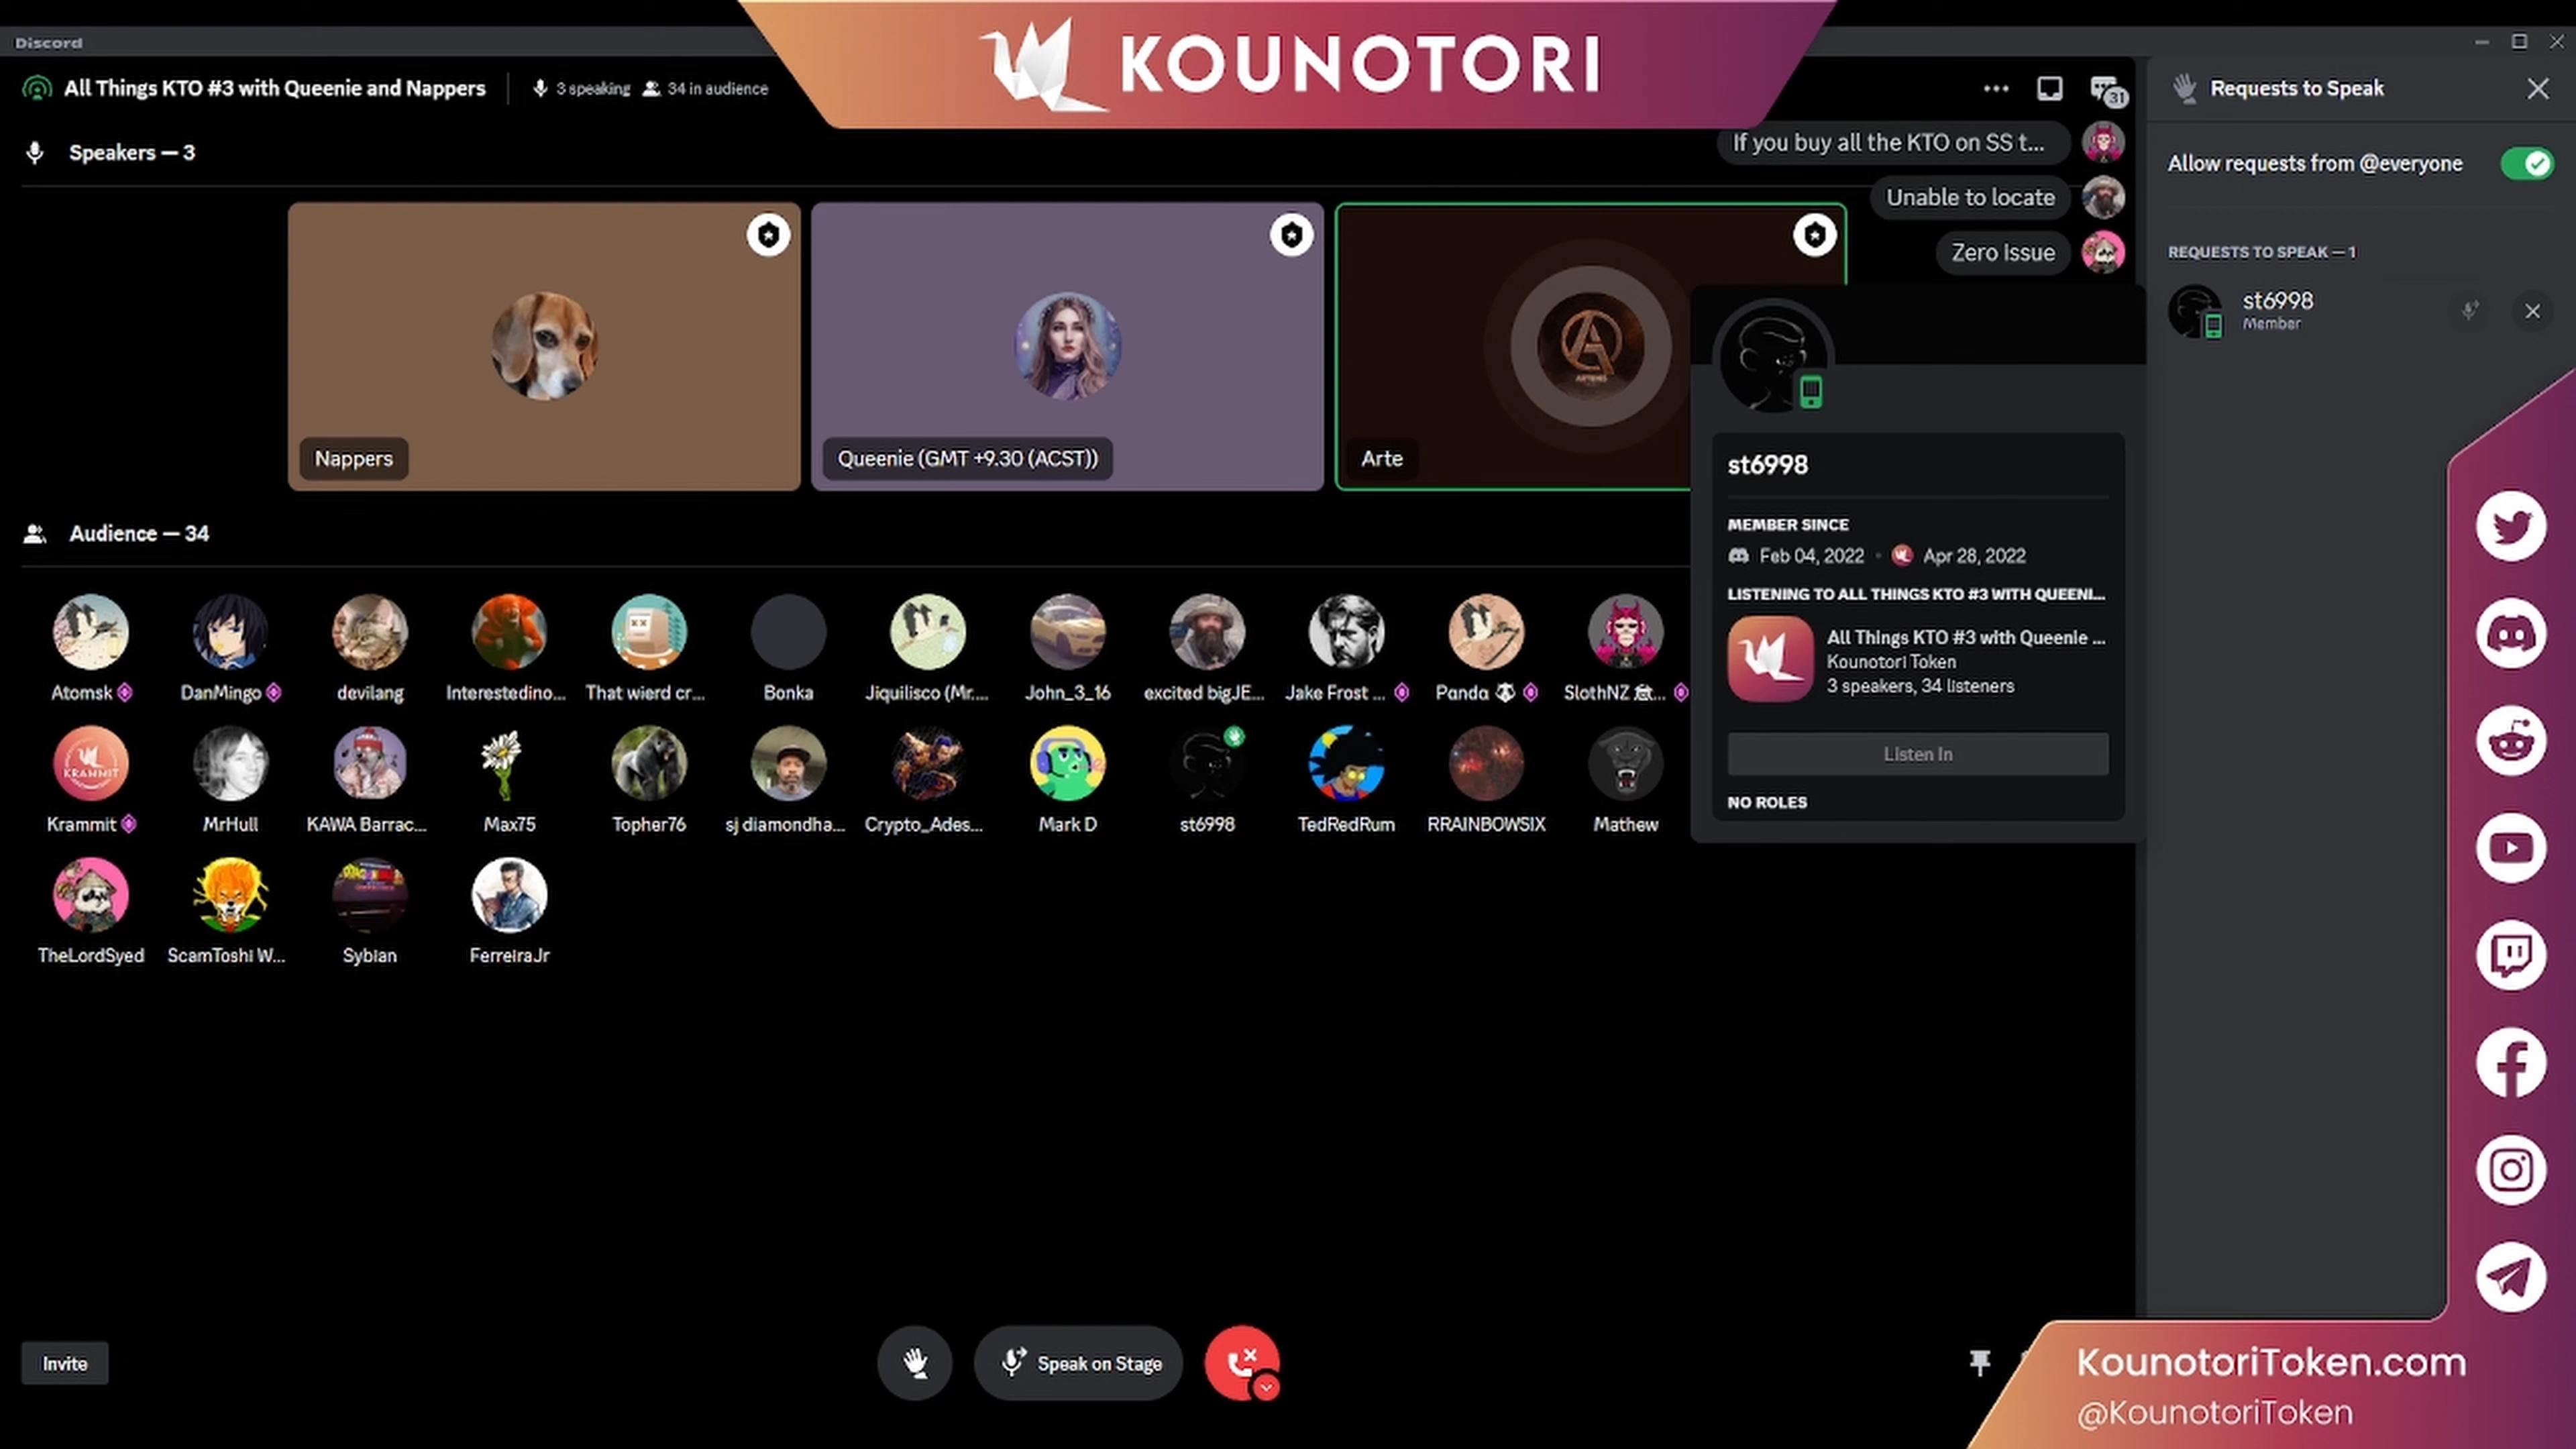 Discord
KOUNOTORI
All Things KTO #3 with Queenie and Nappers
3 speaking
34 in audience
31
Requests to Speak
Speakers — 3
If you buy all the KTO on SS t...
Unable to locate
Zero Issue
Allow requests from @everyone
REQUESTS TO SPEAK — 1
st6998
Member
Nappers
Queenie (GMT +9.30 (ACST))
Arte
st6998
MEMBER SINCE
Feb 04, 2022 • Apr 28, 2022
LISTENING TO ALL THINGS KTO #3 WITH QUEENI...
All Things KTO #3 with Queenie ...
Kounotori Token
3 speakers, 34 listeners
Listen In
NO ROLES
Audience — 34
Atomsk
DanMingo
devilang
Interestedino...
That wierd cr...
Bonka
Jiquilisco (Mr....
John_3_16
excited bigJE...
Jake Frost ...
Panda
SlothNZ ...
KRAMMIT
Krammit
MrHull
KAWA Barrac...
Max75
Topher76
sj diamondha...
Crypto_Ades...
Mark D
st6998
TedRedRum
RRAINBOWSIX
Mathew
TheLordSyed
ScamToshi W...
Sybian
FerreiraJr
Invite
Speak on Stage
KounotoriToken.com
@KounotoriToken